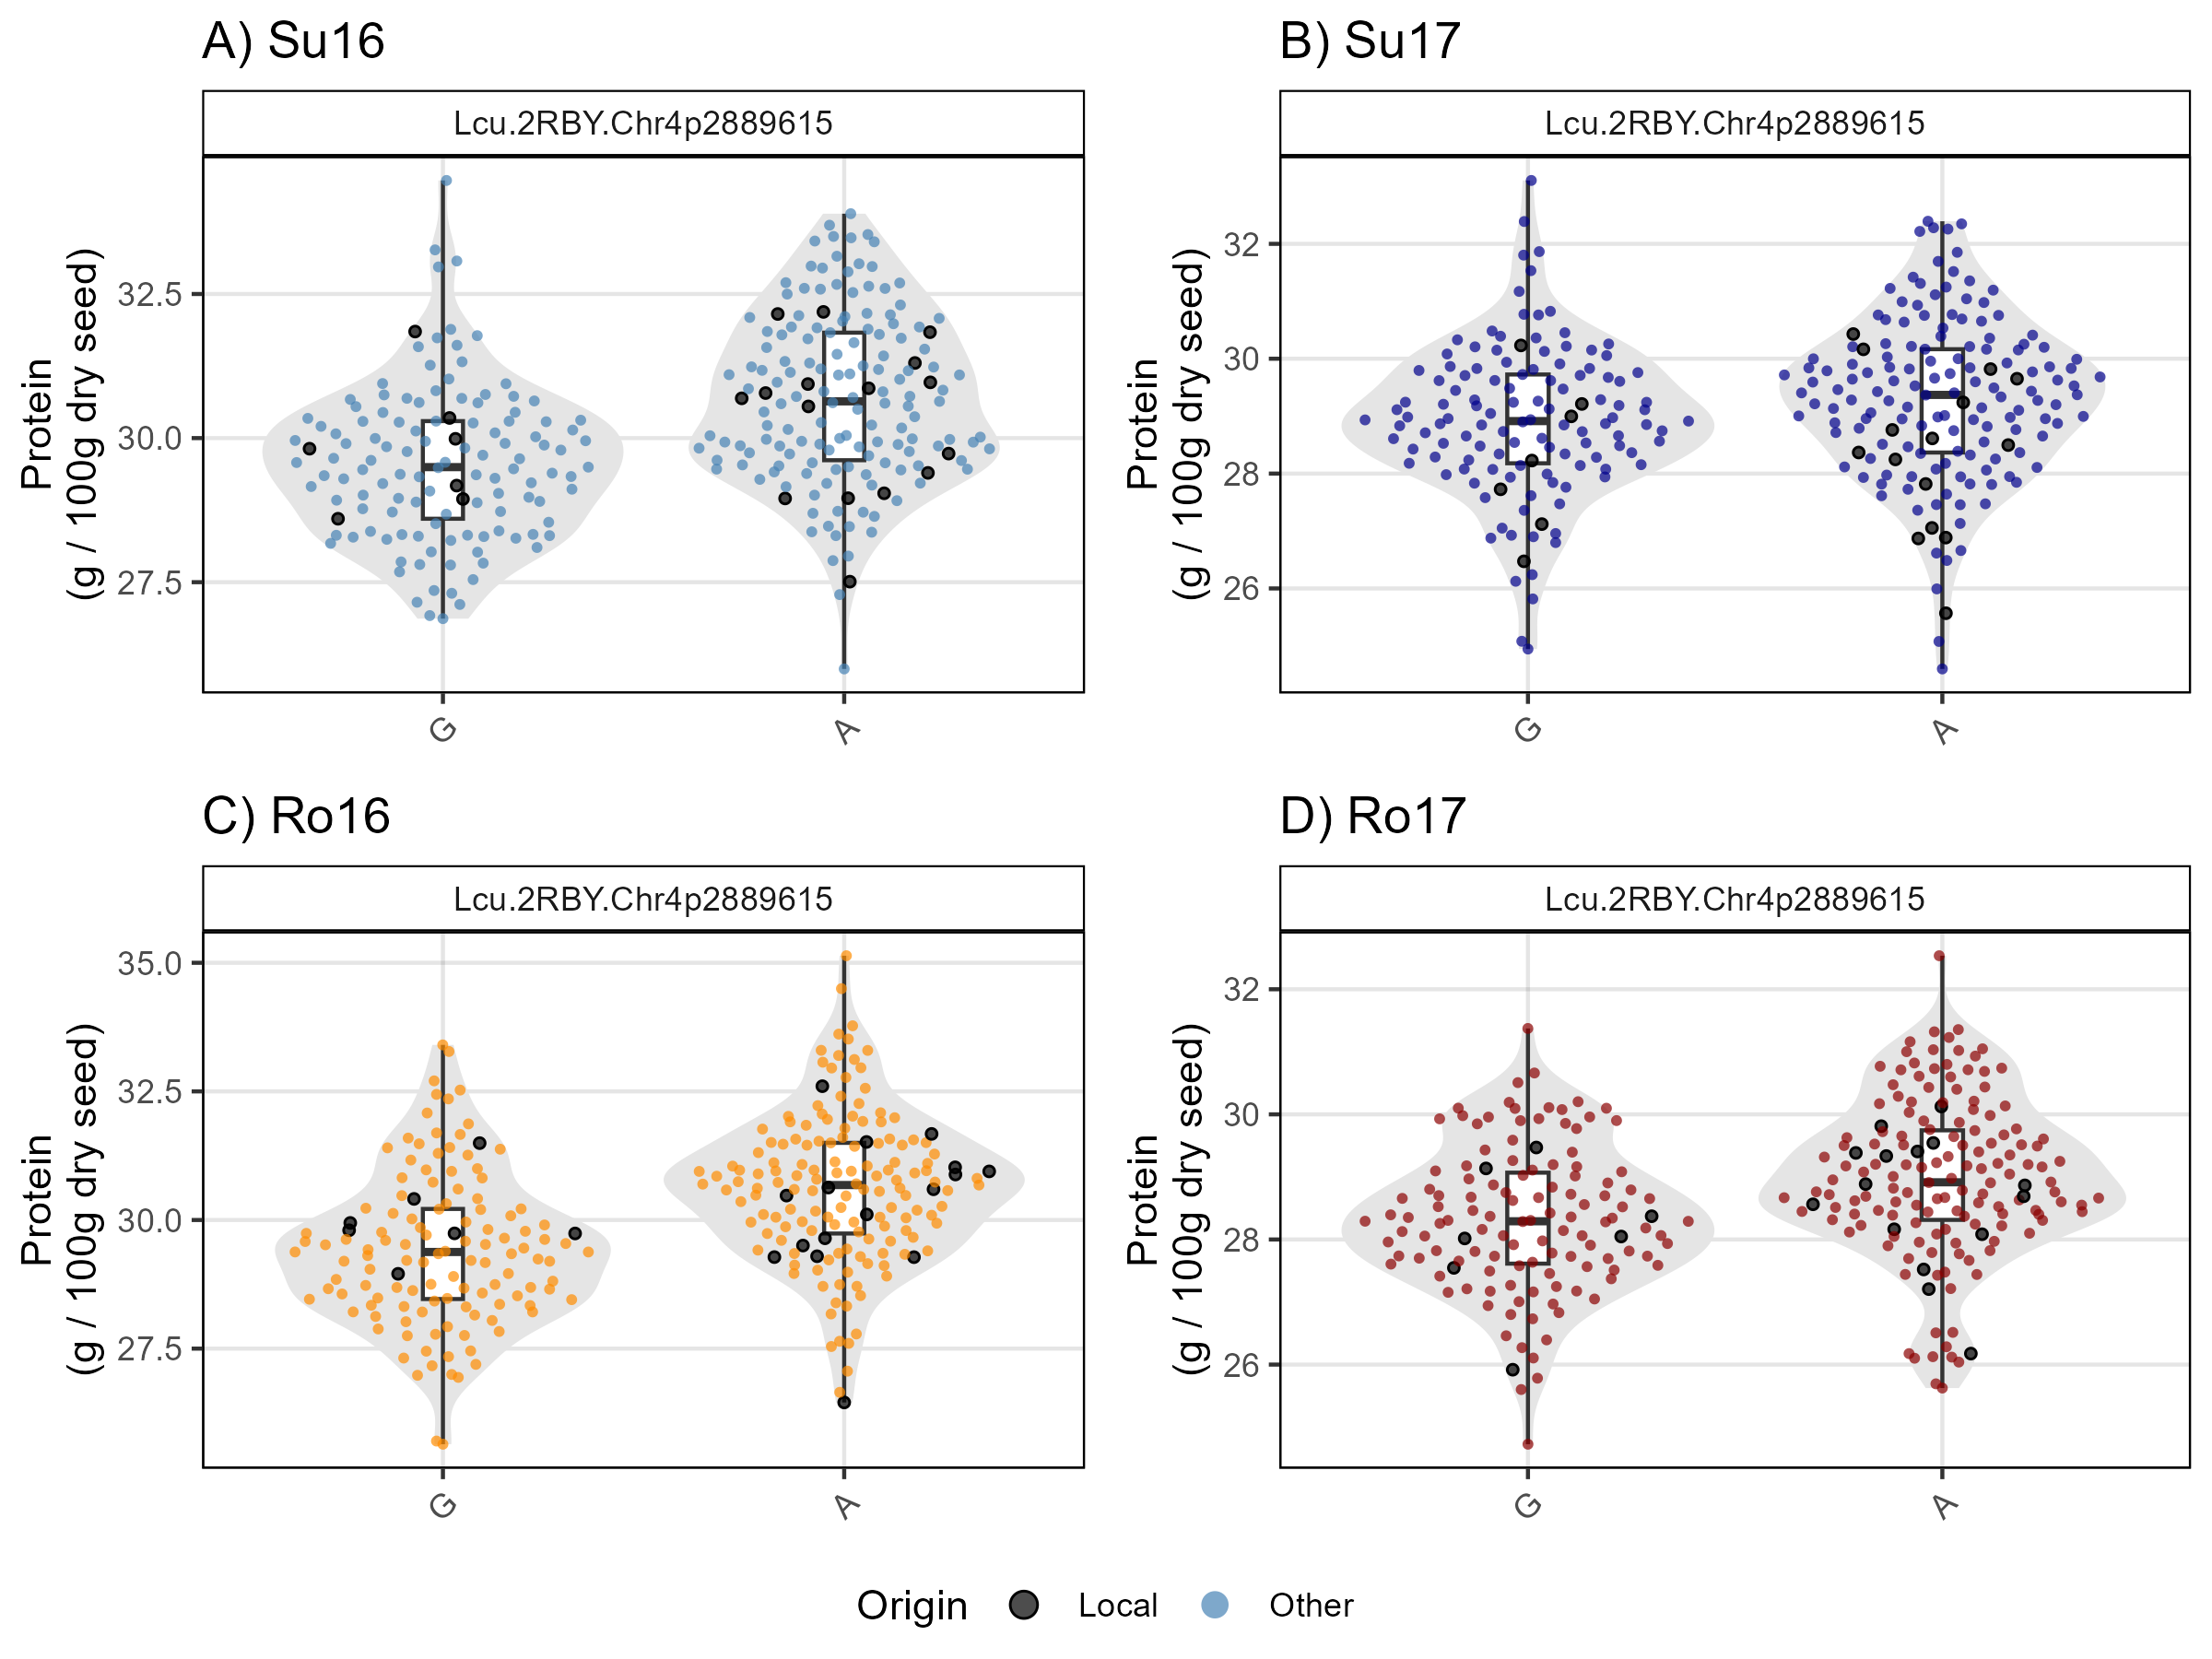 A) Su16
Lcu.2RBY.Chr4p2889615
Protein
(g / 100g dry seed)
32.5
30.0
27.5
G
A
B) Su17
Lcu.2RBY.Chr4p2889615
Protein
(g / 100g dry seed)
32
30
28
26
G
A
C) Ro16
Lcu.2RBY.Chr4p2889615
Protein
(g / 100g dry seed)
35.0
32.5
30.0
27.5
G
A
D) Ro17
Lcu.2RBY.Chr4p2889615
Protein
(g / 100g dry seed)
32
30
28
26
G
A
Origin Local Other